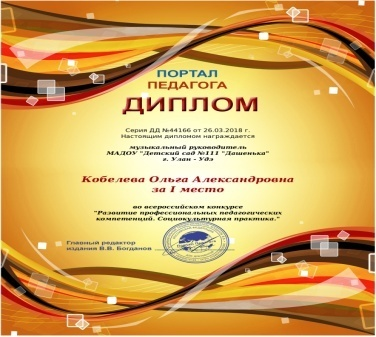 ПОРТАЛ
ПЕДАГОГА
ДИПЛОМ
Серия ДД №44166 от 26.03.2018 г.
Настоящим дипломом награждается
музыкальный руководитель
МАДОУ "Детский сад №111 "Дашенька"
г. Улан - Удэ
Кобелева Ольга Александровна
за I место
во всероссийском конкурсе
"Развитие профессиональных педагогических
компетенций. Социокультурная практика."
Главный редактор
издания В.В. Богданов